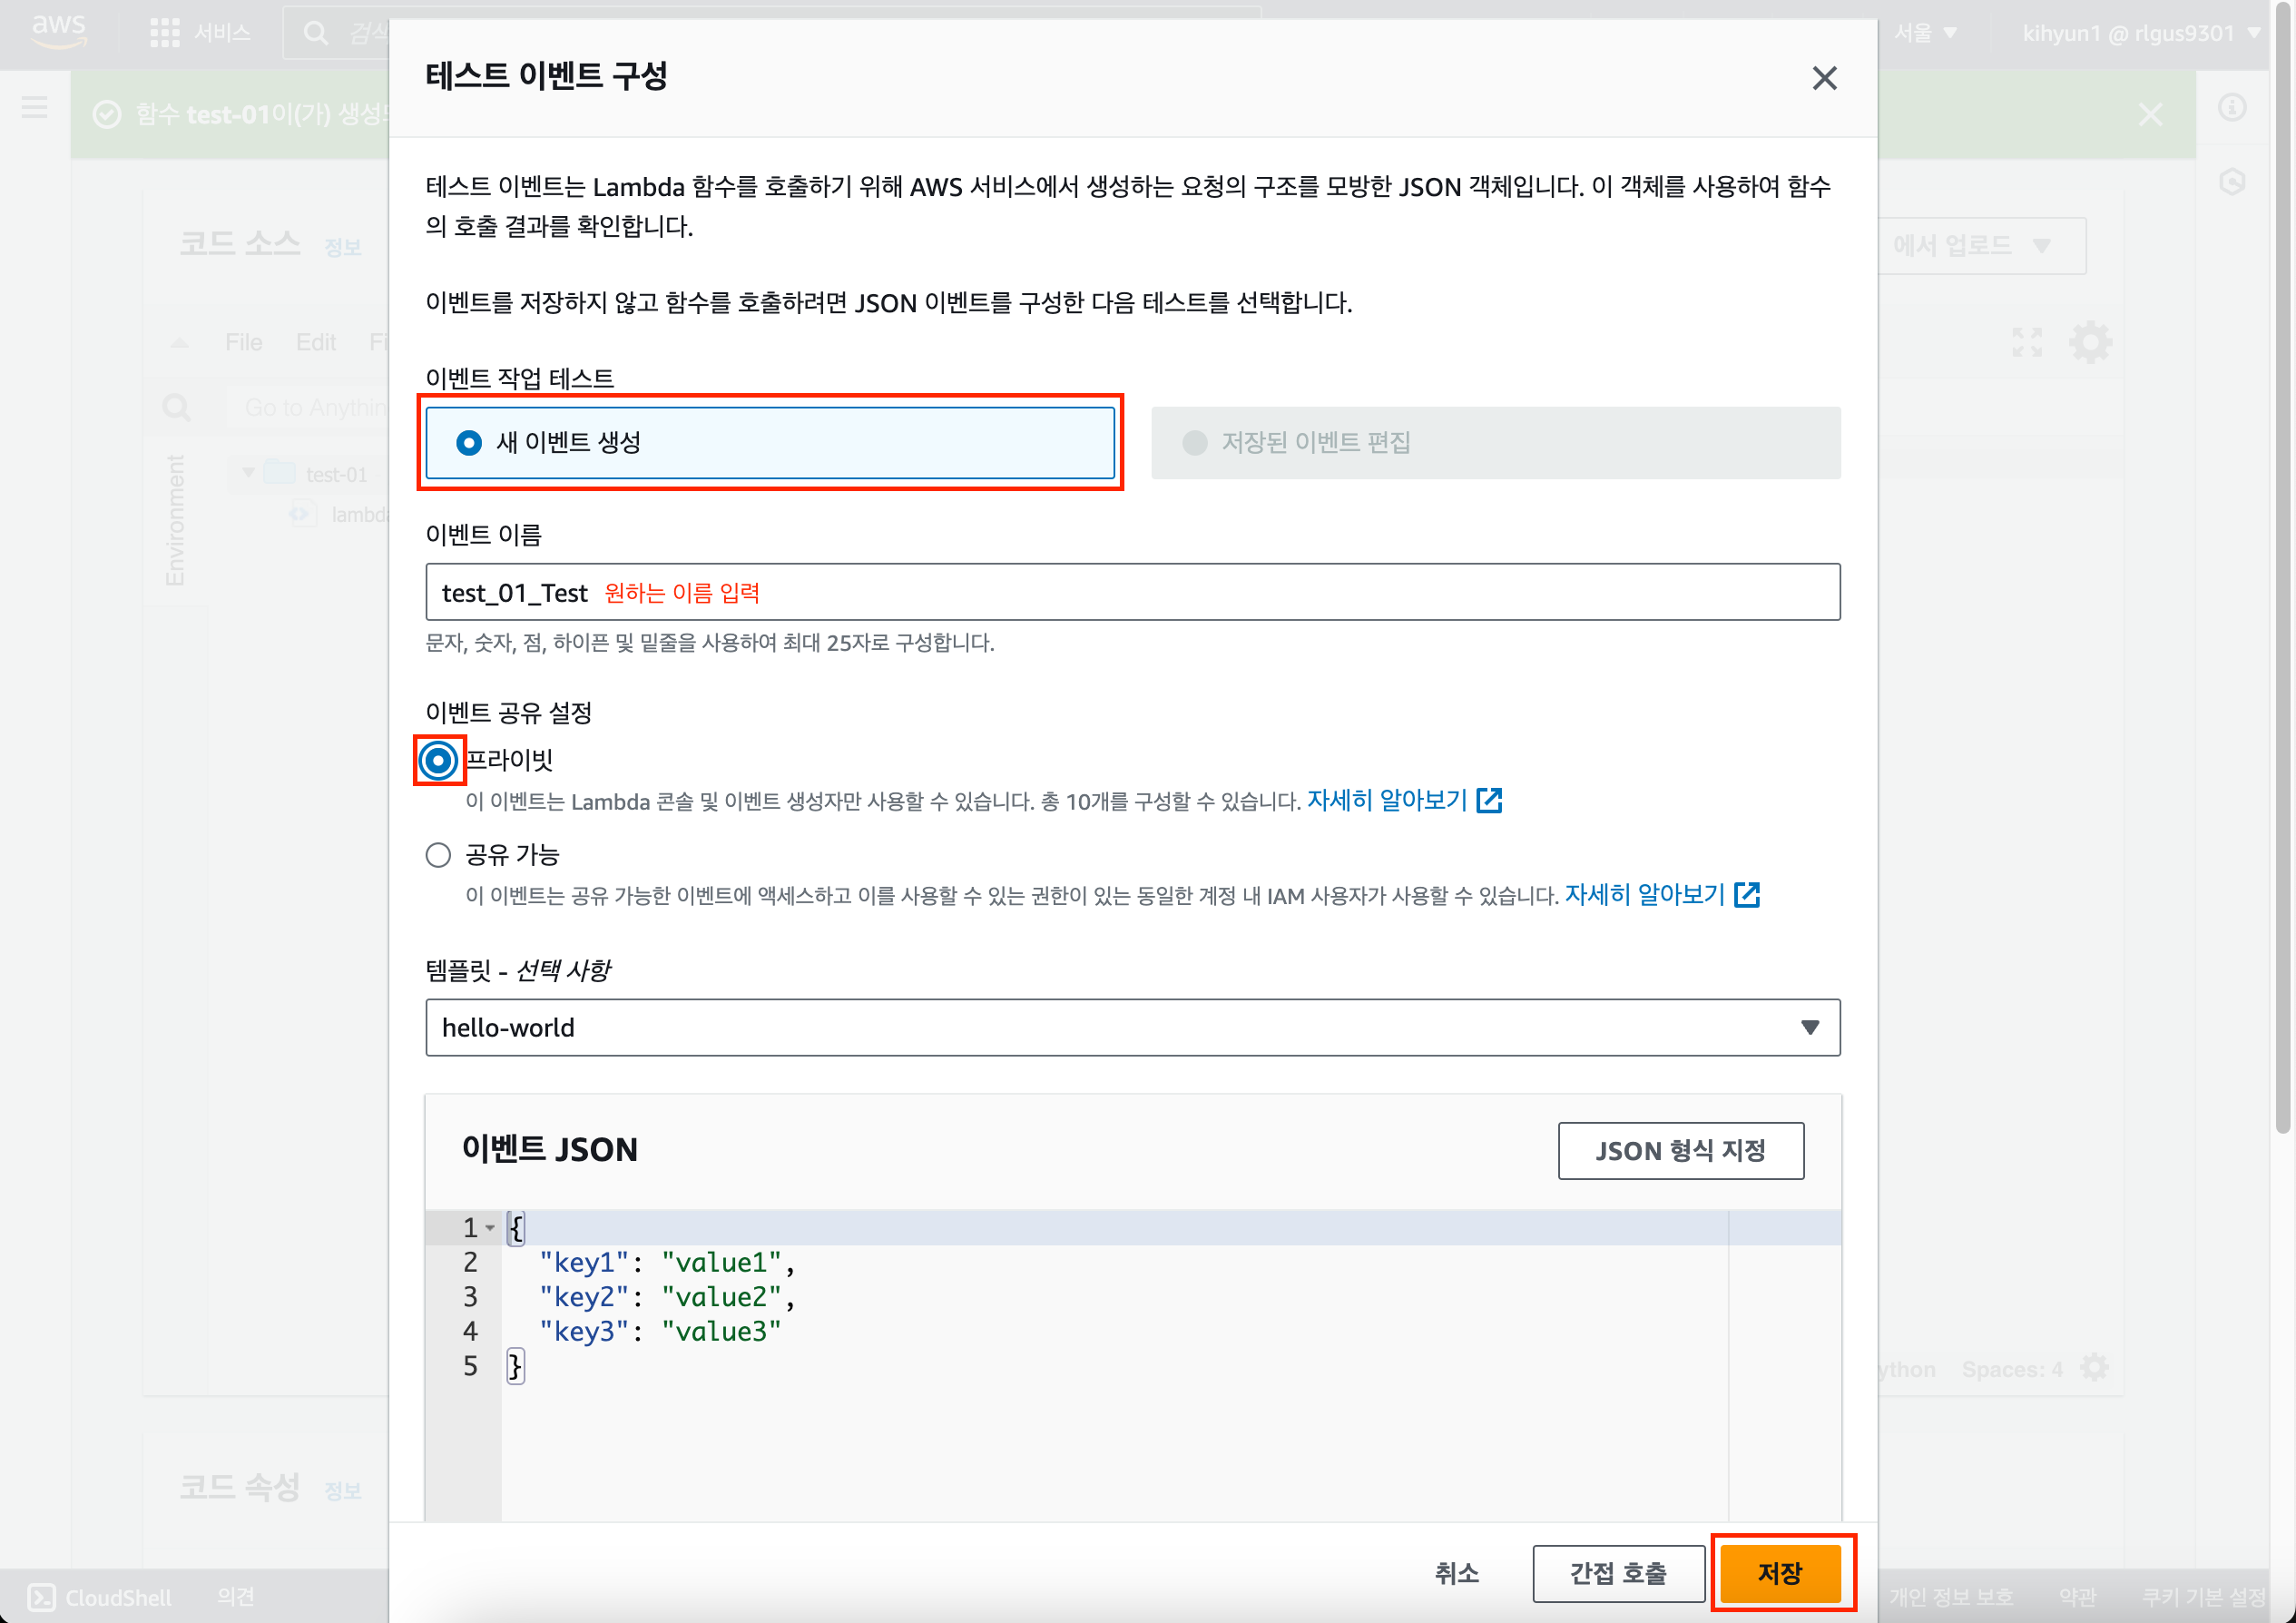 aws
서비스
검색
서울
kihyun1 @ rlgus9301
테스트 이벤트 구성
함수 test-01이(가) 생성
테스트 이벤트는 Lambda 함수를 호출하기 위해 AWS 서비스에서 생성하는 요청의 구조를 모방한 JSON 객체입니다. 이 객체를 사용하여 함수
의 호출 결과를 확인합니다.
코드 소스 정보
에서 업로드
이벤트를 저장하지 않고 함수를 호출하려면 JSON 이벤트를 구성한 다음 테스트를 선택합니다.
File Edit Fi
이벤트 작업 테스트
Go to Anythin
새 이벤트 생성
저장된 이벤트 편집
Environment
test-01
lambda
이벤트 이름
test_01_Test 원하는 이름 입력
문자, 숫자, 점, 하이픈 및 밑줄을 사용하여 최대 25자로 구성합니다.
이벤트 공유 설정
프라이빗
이 이벤트는 Lambda 콘솔 및 이벤트 생성자만 사용할 수 있습니다. 총 10개를 구성할 수 있습니다. 자세히 알아보기
공유 가능
이 이벤트는 공유 가능한 이벤트에 액세스하고 이를 사용할 수 있는 권한이 있는 동일한 계정 내 IAM 사용자가 사용할 수 있습니다. 자세히 알아보기
템플릿 - 선택 사항
hello-world
이벤트 JSON
JSON 형식 지정
1 {
2 "key1": "value1",
3 "key2": "value2",
4 "key3": "value3"
5 }
ython Spaces: 4
코드 속성 정보
취소
간접 호출
저장
CloudShell
의견
개인 정보 보호
약관
쿠키 기본 설정